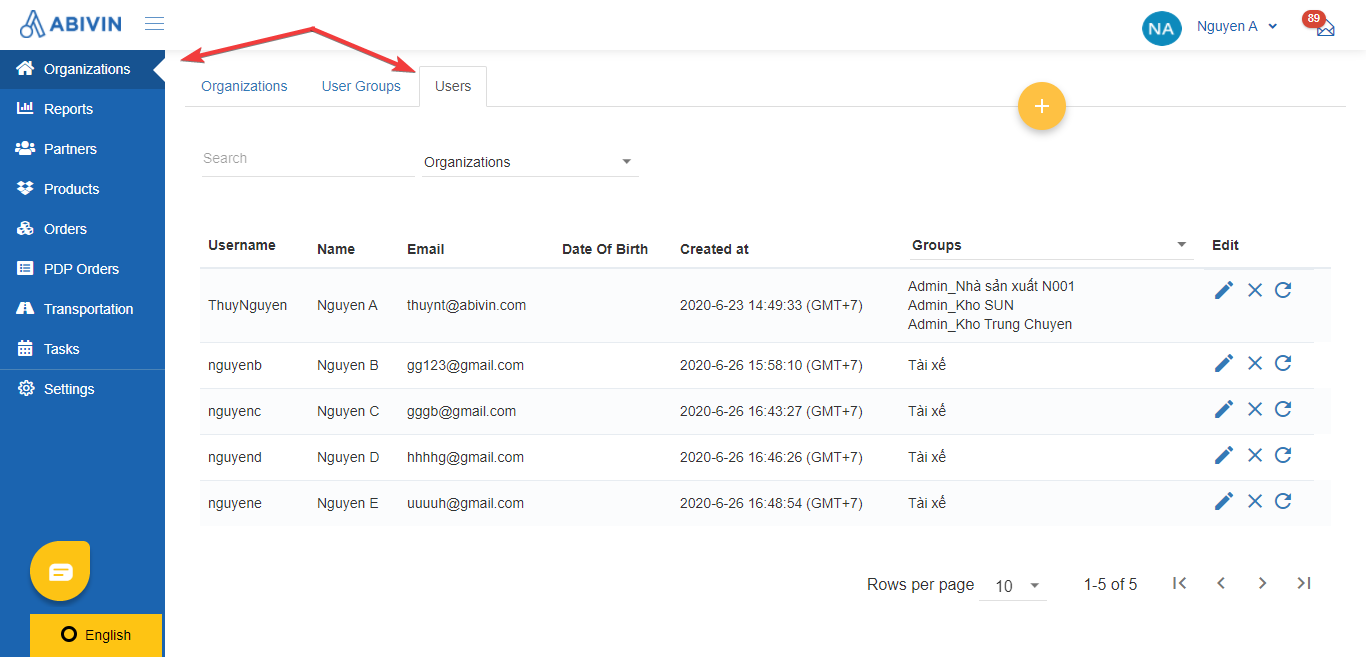 ABIVIN
NA
Nguyen A
89
Organizations
Reports
Partners
Products
Orders
PDP Orders
Transportation
Tasks
Settings
English
Organizations User Groups Users
Search Organizations
Username Name Email Date Of Birth Created at Groups Edit
ThuyNguyen Nguyen A thuynt@abivin.com 2020-6-23 14:49:33 (GMT+7) Admin_Nhà sản xuất N001
Admin_Kho SUN
Admin_Kho Trung Chuyen
nguyenb Nguyen B gg123@gmail.com 2020-6-26 15:58:10 (GMT+7) Tài xế
nguyenc Nguyen C gggb@gmail.com 2020-6-26 16:43:27 (GMT+7) Tài xế
nguyend Nguyen D hhhhg@gmail.com 2020-6-26 16:46:26 (GMT+7) Tài xế
nguyene Nguyen E uuuuh@gmail.com 2020-6-26 16:48:54 (GMT+7) Tài xế
Rows per page 10 1-5 of 5